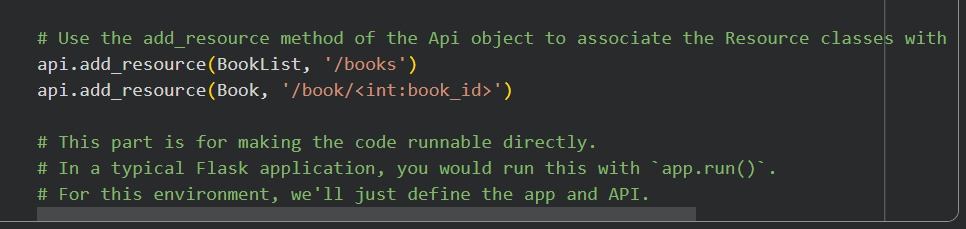 # Use the add_resource method of the Api object to associate the Resource classes with
api.add_resource(BookList, '/books')
api.add_resource(Book, '/book/<int:book_id>')
# This part is for making the code runnable directly.
# In a typical Flask application, you would run this with `app.run()`.
# For this environment, we'll just define the app and API.